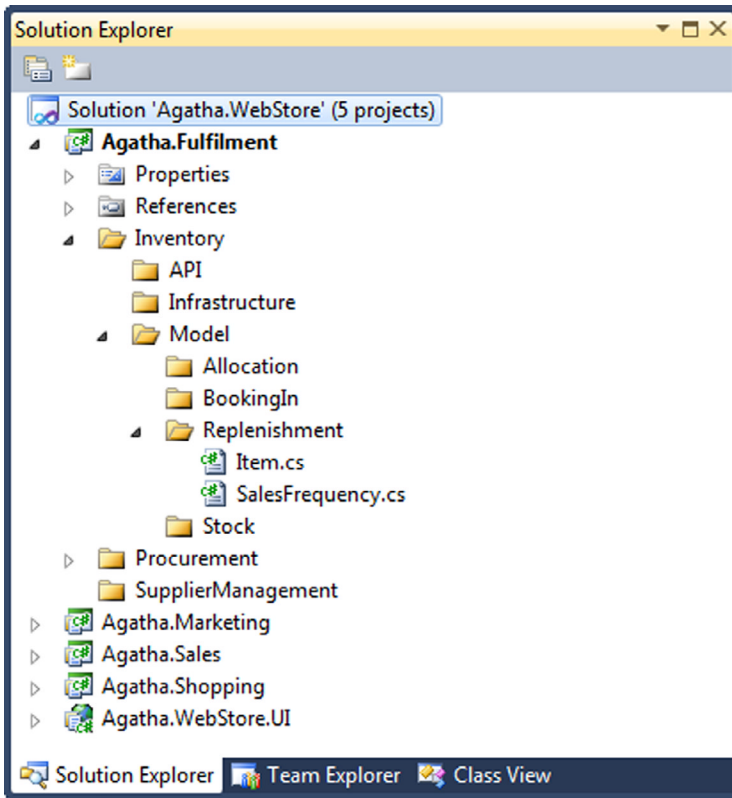 Solution Explorer
Solution 'Agatha.WebStore' (5 projects)
Agatha.Fulfilment
Properties
References
Inventory
API
Infrastructure
Model
Allocation
BookingIn
Replenishment
Item.cs
SalesFrequency.cs
Stock
Procurement
SupplierManagement
Agatha.Marketing
Agatha.Sales
Agatha.Shopping
Agatha.WebStore.UI
Solution Explorer Team Explorer Class View